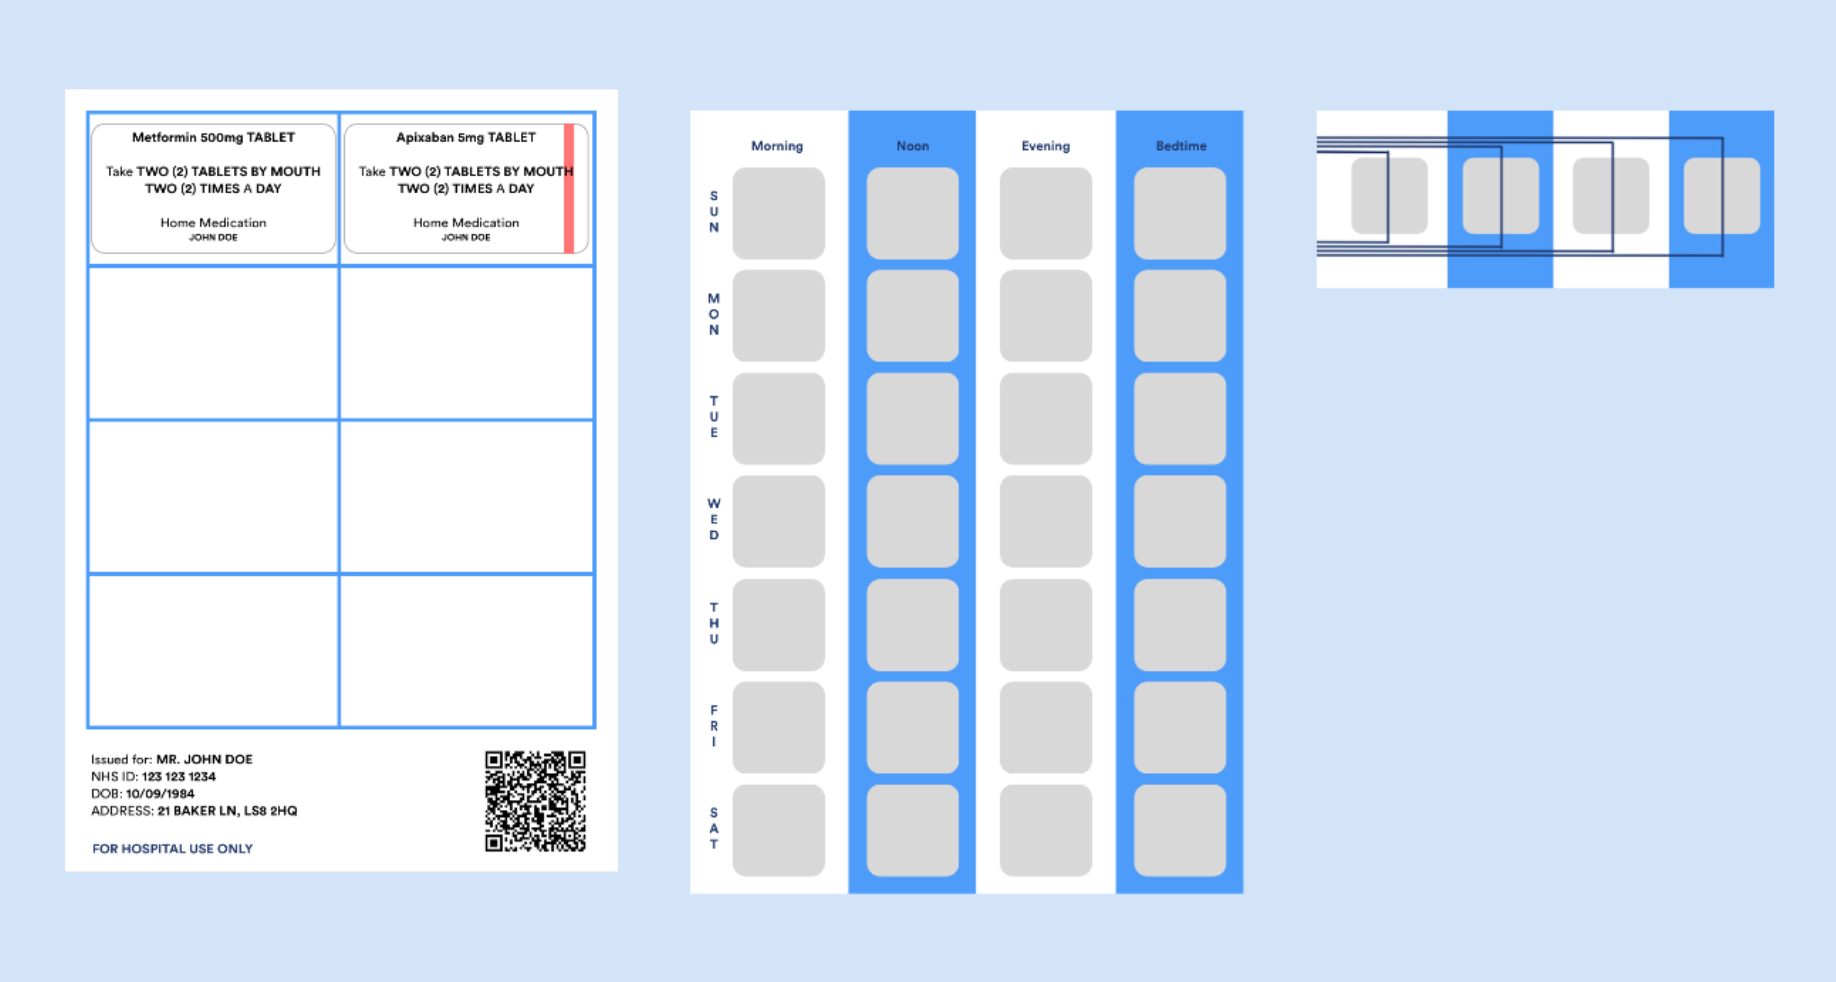 Metformin 500mg TABLET
Take TWO (2) TABLETS BY MOUTH
TWO (2) TIMES A DAY
Home Medication
JOHN DOE
Apixaban 5mg TABLET
Take TWO (2) TABLETS BY MOUTH
TWO (2) TIMES A DAY
Home Medication
JOHN DOE
Issued for: MR. JOHN DOE
NHS ID: 123 123 1234
DOB: 10/09/1984
ADDRESS: 21 BAKER LN, LS8 2HQ
FOR HOSPITAL USE ONLY
Morning Noon Evening Bedtime
SUN
MON
TUE
WED
THU
FRI
SAT